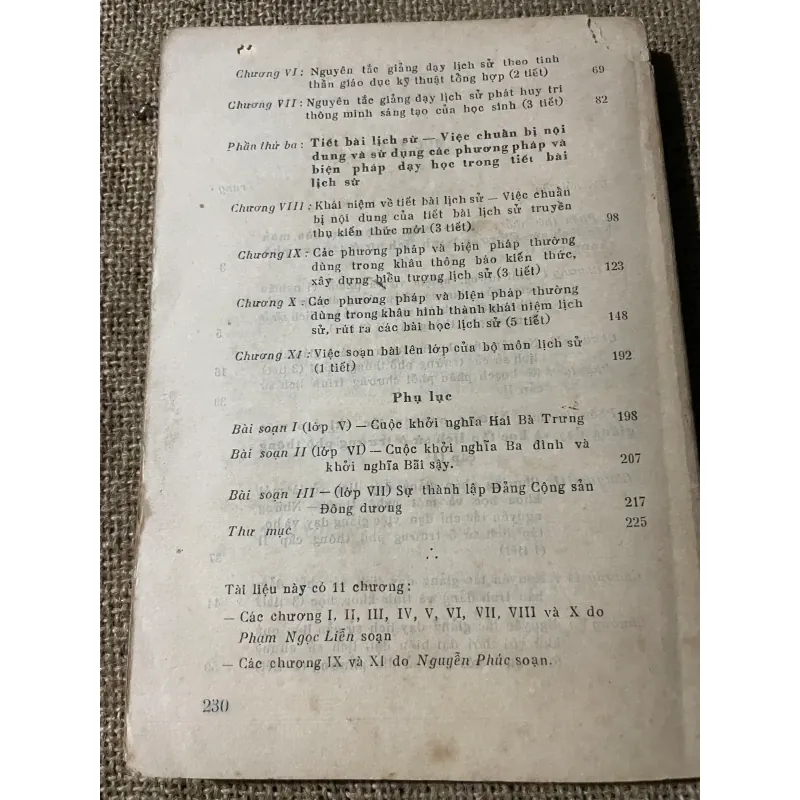 Chương VI: Nguyên tắc giảng dạy lịch sử theo tinh
thần giáo dục kỹ thuật tổng hợp (2 tiết) 69
Chương VII: Nguyên tắc giảng dạy lịch sử phát huy trí
thông minh sáng tạo của học sinh (3 tiết) 82
Phần thứ ba: Tiết bài lịch sử — Việc chuẩn bị nội
dung và sử dụng các phương pháp và
biện pháp dạy học trong tiết bài
lịch sử
Chương VIII: Khái niệm về tiết bài lịch sử — Việc chuẩn
bị nội dung của tiết bài lịch sử truyền
thụ kiến thức mới (3 tiết). 98
Chương IX: Các phương pháp và biện pháp thường
dùng trong khâu thông báo kiến thức,
xây dựng biểu tượng lịch sử (3 tiết) 123
Chương X: Các phương pháp và biện pháp thường
dùng trong khâu hình thành khái niệm lịch
sử, rút ra các bài học lịch sử (5 tiết) 148
Chương XI: Việc soạn bài lên lớp của bộ môn lịch sử
(1 tiết) 192
Phụ lục
Bài soạn I (lớp V) — Cuộc khởi nghĩa Hai Bà Trưng 198
Bài soạn II (lớp VI) — Cuộc khởi nghĩa Ba đình và
khởi nghĩa Bãi sậy. 207
Bài soạn III — (lớp VII) Sự thành lập Đảng Cộng sản
Đông dương 217
Thư mục 225
Tài liệu này có 11 chương:
— Các chương I, II, III, IV, V, VI, VII, VIII và X do
Phạm Ngọc Liễn soạn
— Các chương IX và XI do Nguyễn Phúc soạn.
230